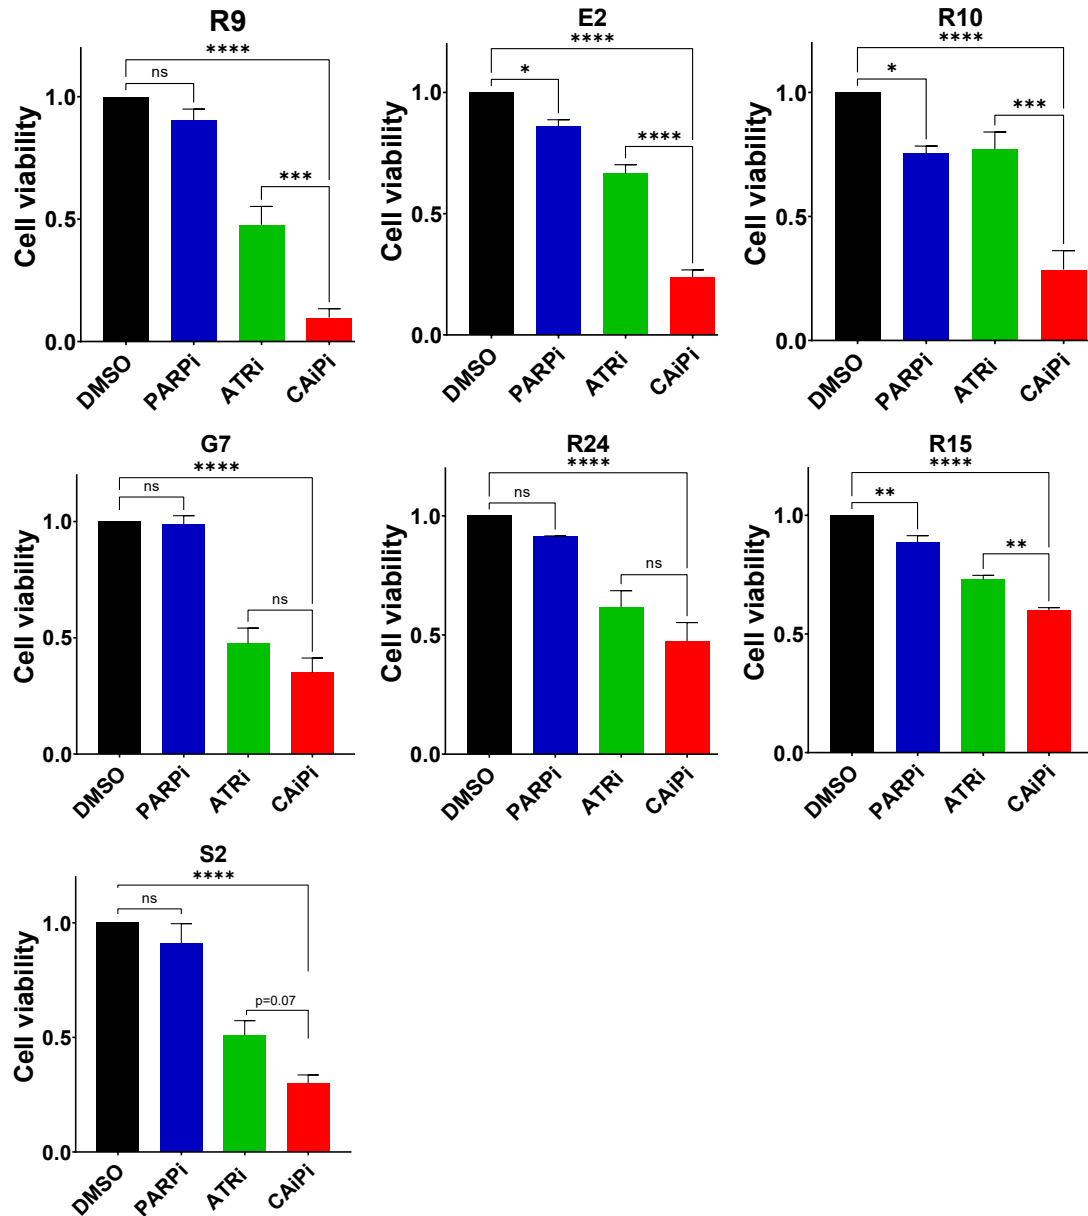 R9
****
ns
***
Cell viability
1.0
0.5
0.0
DMSO
PARPi
ATRi
CAiPi
E2
****
*
****
Cell viability
1.0
0.5
0.0
DMSO
PARPi
ATRi
CAiPi
R10
****
*
***
Cell viability
1.0
0.5
0.0
DMSO
PARPi
ATRi
CAiPi
G7
****
ns
ns
Cell viability
1.0
0.5
0.0
DMSO
PARPi
ATRi
CAiPi
R24
****
ns
ns
Cell viability
1.0
0.5
0.0
DMSO
PARPi
ATRi
CAiPi
R15
****
**
**
Cell viability
1.0
0.5
0.0
DMSO
PARPi
ATRi
CAiPi
S2
****
ns
p=0.07
Cell viability
1.0
0.5
0.0
DMSO
PARPi
ATRi
CAiPi